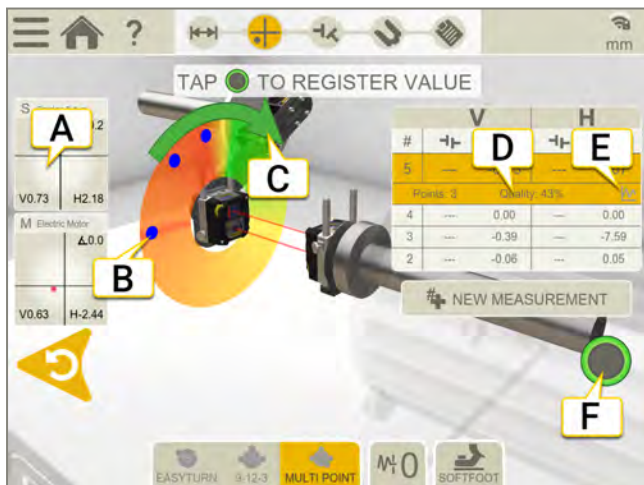 ?
mm
TAP TO REGISTER VALUE
S
A
V0.73 H2.18
M Electric Motor
0.0
V0.63 H-2.44
B
C
D
E
F
V H
#
5 ---
Points: 3 Quality: 43%
4 --- 0.00 --- 0.00
3 --- -0.39 --- -7.59
2 --- -0.06 --- 0.05
# NEW MEASUREMENT
EASYTURN 9-12-3 MULTI POINT
0
SOFTFOOT